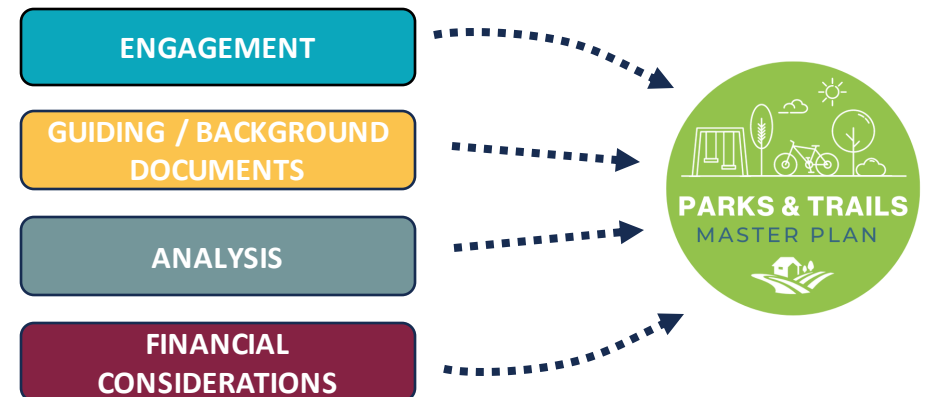 ENGAGEMENT
GUIDING / BACKGROUND
DOCUMENTS
ANALYSIS
FINANCIAL
CONSIDERATIONS
PARKS & TRAILS
MASTER PLAN